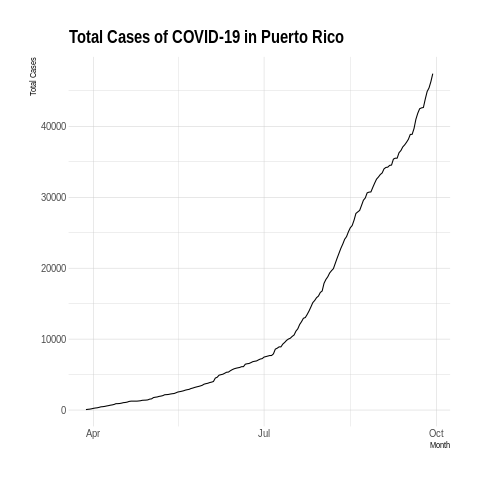 Total Cases of COVID-19 in Puerto Rico
Total Cases
40000
30000
20000
10000
0
Apr Jul Oct
Month